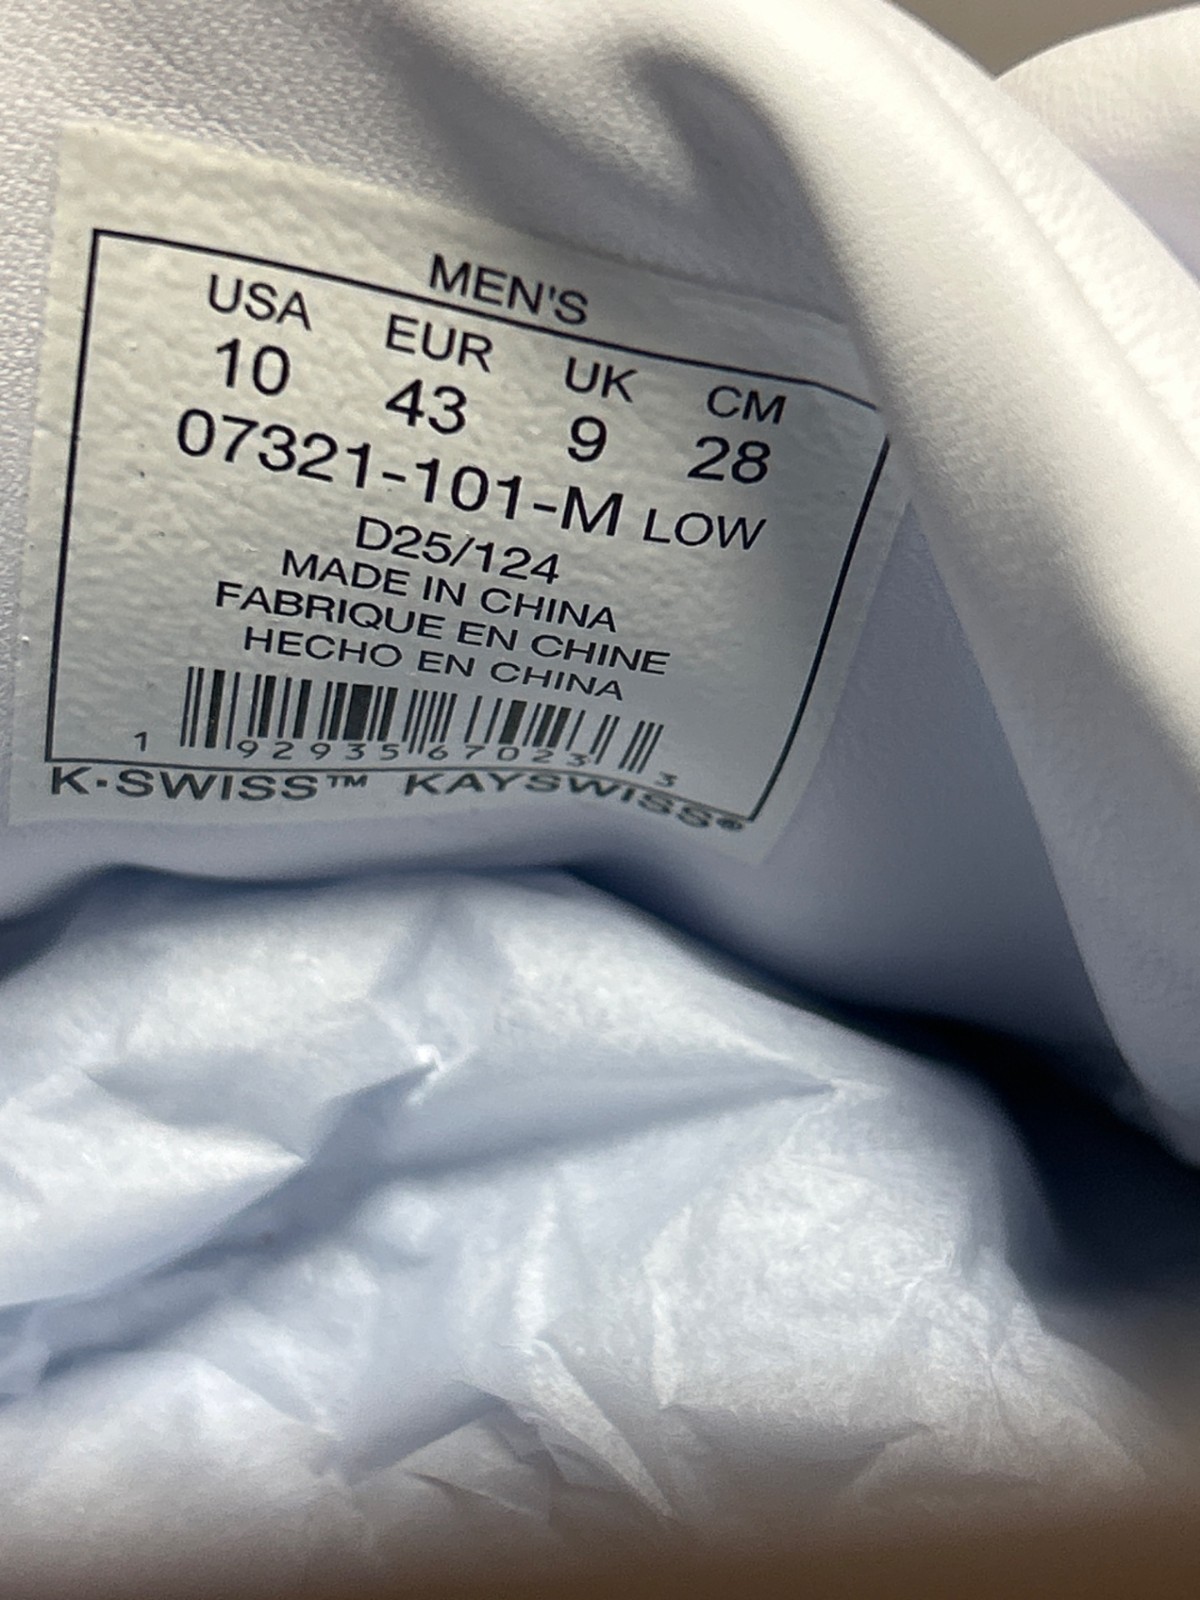 MEN'S
USA EUR UK CM
10 43 9 28
07321-101-M LOW
D25/124
MADE IN CHINA
FABRIQUE EN CHINE
HECHO EN CHINA
1 92935 67023 3
K·SWISS™ KAYSWISS®